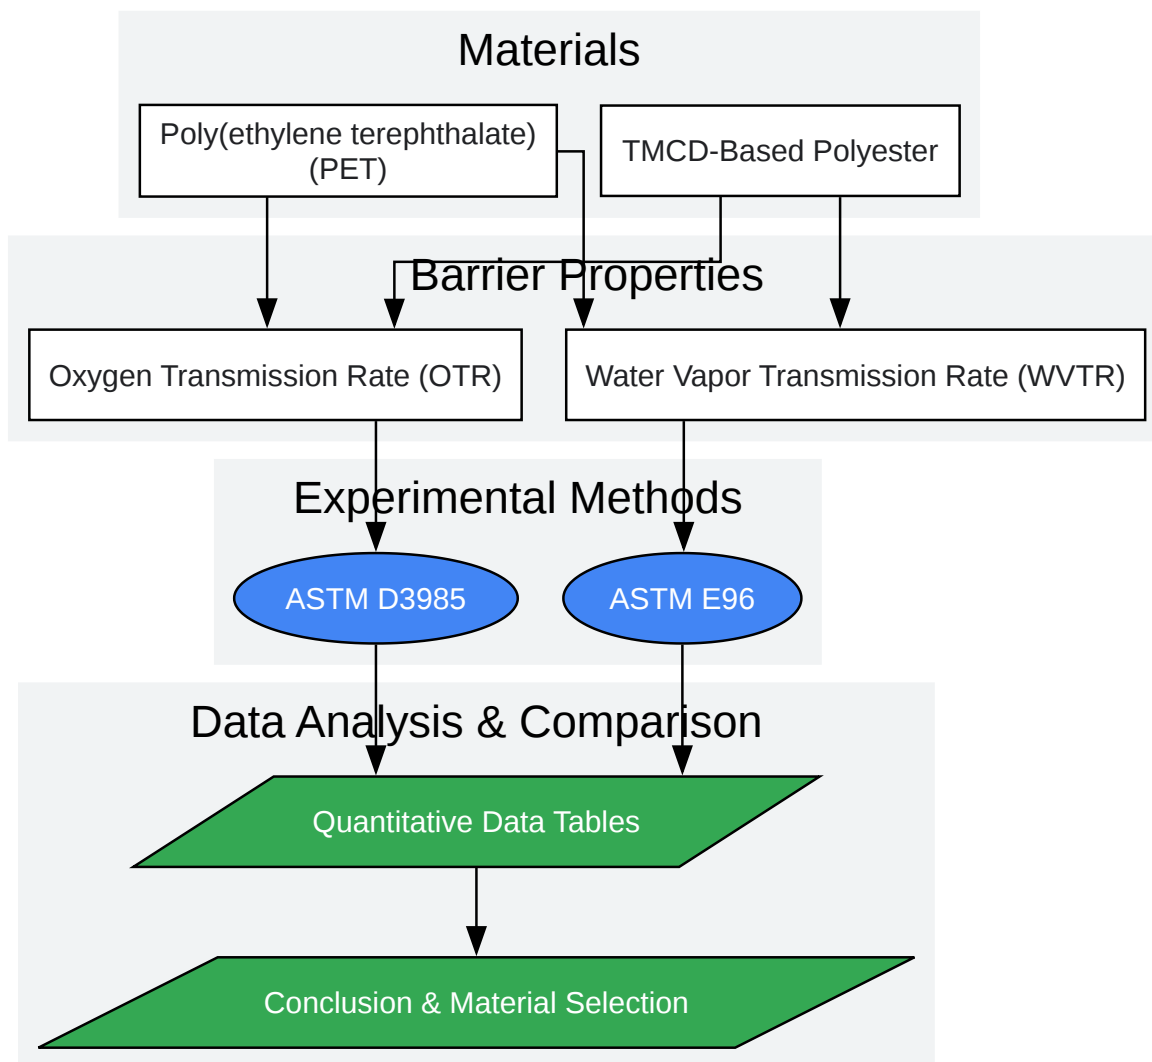 Materials
Poly(ethylene terephthalate)
(PET)
TMCD-Based Polyester
Barrier Properties
Oxygen Transmission Rate (OTR)
Water Vapor Transmission Rate (WVTR)
Experimental Methods
ASTM D3985
ASTM E96
Data Analysis & Comparison
Quantitative Data Tables
Conclusion & Material Selection